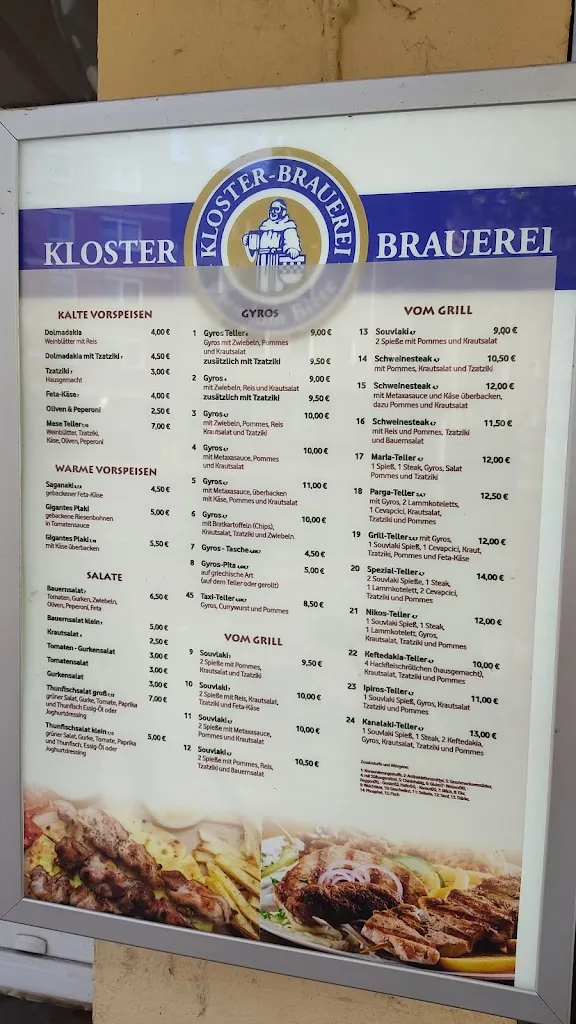 KLOSTER-BRAUEREI
KLOSTER BRAUEREI
KALTE VORSPEISEN
Dolmadakia 4,00 €
Weinblätter mit Reis
Dolmadakia mit Tzatziki 4,50 €
Tzatziki 3,00 €
Hausgemacht
Feta-Käse 4,00 €
Oliven & Peperoni 2,50 €
Mese Teller 7,00 €
Weinblätter, Tzatziki,
Käse, Oliven, Peperoni
WARME VORSPEISEN
Saganaki 4,50 €
gebackener Feta-Käse
Gigantes Plaki 5,00 €
gebackene Riesenbohnen
in Tomatensauce
Gigantes Plaki 5,50 €
mit Käse überbacken
SALATE
Bauernsalat 6,50 €
Tomaten, Gurken, Zwiebeln,
Oliven, Peperoni, Feta
Bauernsalat klein 5,00 €
Krautsalat 2,50 €
Tomaten - Gurkensalat 3,00 €
Tomatensalat 3,00 €
Gurkensalat 3,00 €
Thunfischsalat groß 7,00 €
grüner Salat, Gurke, Tomate, Paprika
und Thunfisch, Essig-Öl oder
Joghurtdressing
Thunfischsalat klein 5,00 €
grüner Salat, Gurke, Tomate, Paprika
und Thunfisch, Essig-Öl oder
Joghurtdressing
GYROS
1 Gyros Teller 9,00 €
Gyros mit Zwiebeln, Pommes
und Krautsalat
zusätzlich Tzatziki 9,50 €
2 Gyros 9,00 €
mit Zwiebeln, Reis und Krautsalat
zusätzlich mit Tzatziki 9,50 €
3 Gyros 10,00 €
mit Zwiebeln, Pommes, Reis
Krautsalat und Tzatziki
4 Gyros 10,00 €
mit Metaxasauce, Pommes
und Krautsalat
5 Gyros 11,00 €
mit Metaxasauce, überbacken
mit Käse, Pommes und Krautsalat
6 Gyros 10,00 €
mit Bratkartoffeln (Chips),
Krautsalat, Tzatziki und Zwiebeln
7 Gyros - Tasche 4,50 €
8 Gyros-Pita 5,00 €
auf griechische Art
(auf dem Teller oder gerollt)
45 Taxi-Teller 8,50 €
Gyros, Currywurst und Pommes
VOM GRILL
9 Souvlaki 9,50 €
2 Spieße mit Pommes,
Krautsalat und Tzatziki
10 Souvlaki 10,00 €
2 Spieße mit Reis, Krautsalat,
Tzatziki und Feta-Käse
11 Souvlaki 10,00 €
2 Spieße mit Metaxasauce,
Pommes und Krautsalat
12 Souvlaki 10,50 €
2 Spieße mit Pommes, Reis,
Tzatziki und Bauernsalat
VOM GRILL
13 Souvlaki 9,00 €
2 Spieße mit Pommes und Krautsalat
14 Schweinesteak 10,50 €
mit Pommes, Krautsalat und Tzatziki
15 Schweinesteak 12,00 €
mit Metaxasauce und Käse überbacken,
dazu Pommes und Krautsalat
16 Schweinesteak 11,50 €
mit Reis und Pommes, Tzatziki
und Bauernsalat
17 Maria-Teller 12,00 €
1 Spieß, 1 Steak, Gyros, Salat
Pommes und Tzatziki
18 Parga-Teller 12,50 €
mit Gyros, 2 Lammkoteletts,
1 Cevapcici, Krautsalat,
Tzatziki und Pommes
19 Grill-Teller mit Gyros, 12,00 €
1 Souvlaki Spieß, 1 Cevapcici, Kraut,
Tzatziki, Pommes und Feta-Käse
20 Spezial-Teller 14,00 €
2 Souvlaki Spieße, 1 Steak,
1 Lammkotelett, 2 Cevapcici,
Tzatziki und Pommes
21 Nikos-Teller 12,00 €
1 Souvlaki Spieß, 1 Steak,
1 Lammkotelett, Gyros,
Krautsalat, Tzatziki und Pommes
22 Keftedakia-Teller 10,00 €
4 Hackfleischröllchen (hausgemacht),
Krautsalat, Tzatziki und Pommes
23 Ipiros-Teller 11,00 €
1 Souvlaki Spieß, Gyros, Krautsalat
Tzatziki und Pommes
24 Kanalaki-Teller 13,00 €
1 Souvlaki Spieß, 1 Steak, 2 Keftedakia,
Gyros, Krautsalat, Tzatziki und Pommes
Zusatzstoffe und Allergene: